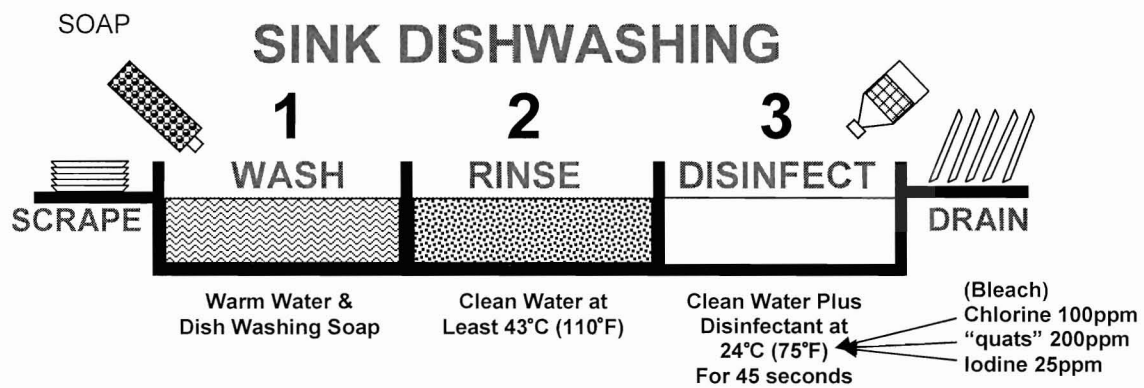 SOAP
SINK DISHWASHING
1
2
3
WASH
RINSE
DISINFECT
SCRAPE
DRAIN
Warm Water &
Dish Washing Soap
Clean Water at
Least 43°C (110°F)
Clean Water Plus
Disinfectant at
24°C (75°F)
For 45 seconds
(Bleach)
Chlorine 100ppm
“quats” 200ppm
Iodine 25ppm